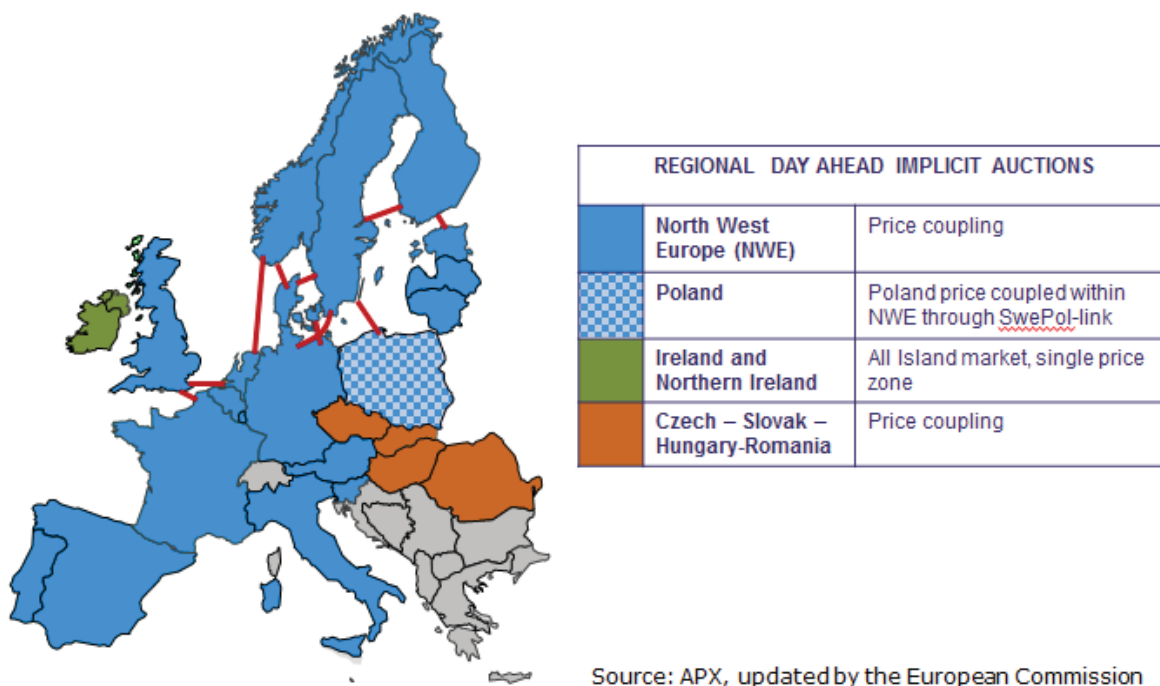 REGIONAL DAY AHEAD IMPLICIT AUCTIONS
North West
Europe (NWE)
Price coupling
Poland
Poland price coupled within
NWE through SwePol-link
Ireland and
Northern Ireland
All Island market, single price
zone
Czech – Slovak –
Hungary-Romania
Price coupling
Source: APX, updated by the European Commission